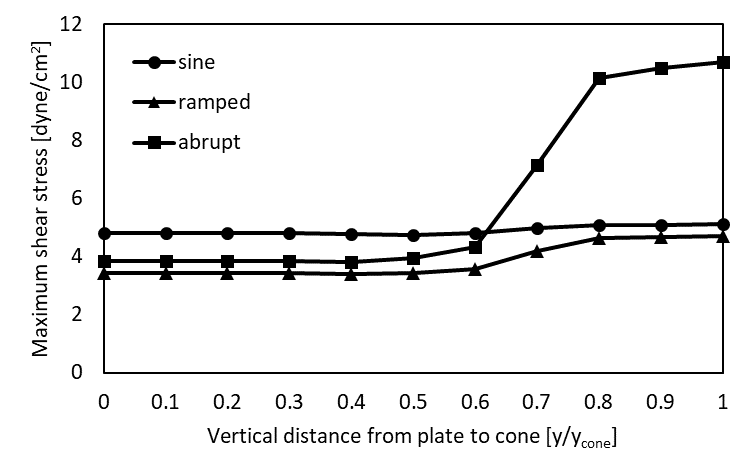 Maximum shear stress [dyne/cm²]
12
10
8
6
4
2
0
sine
ramped
abrupt
0 0.1 0.2 0.3 0.4 0.5 0.6 0.7 0.8 0.9 1
Vertical distance from plate to cone [y/ycone]